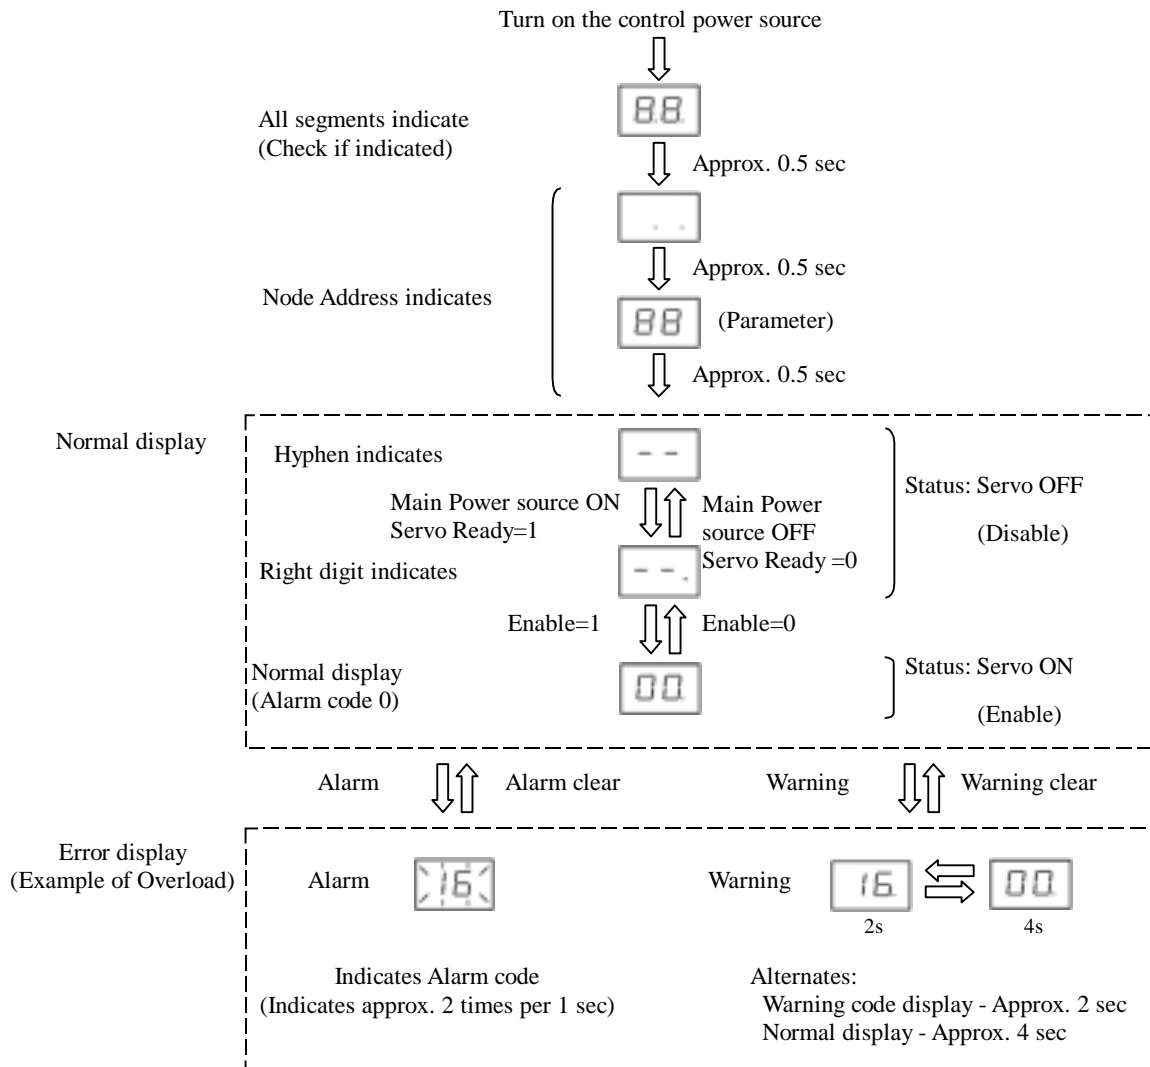 Turn on the control power source
8.8.
All segments indicate
(Check if indicated)
Approx. 0.5 sec
. .
Approx. 0.5 sec
Node Address indicates
88
(Parameter)
Approx. 0.5 sec
Normal display
Hyphen indicates
- -
Status: Servo OFF
(Disable)
Main Power source ON
Servo Ready=1
Main Power
source OFF
Servo Ready =0
Right digit indicates
- -.
Enable=1
Enable=0
Normal display
(Alarm code 0)
00.
Status: Servo ON
(Enable)
Alarm
Alarm clear
Warning
Warning clear
Error display
(Example of Overload)
Alarm
16
Warning
16.
00.
2s
4s
Indicates Alarm code
(Indicates approx. 2 times per 1 sec)
Alternates:
Warning code display - Approx. 2 sec
Normal display - Approx. 4 sec